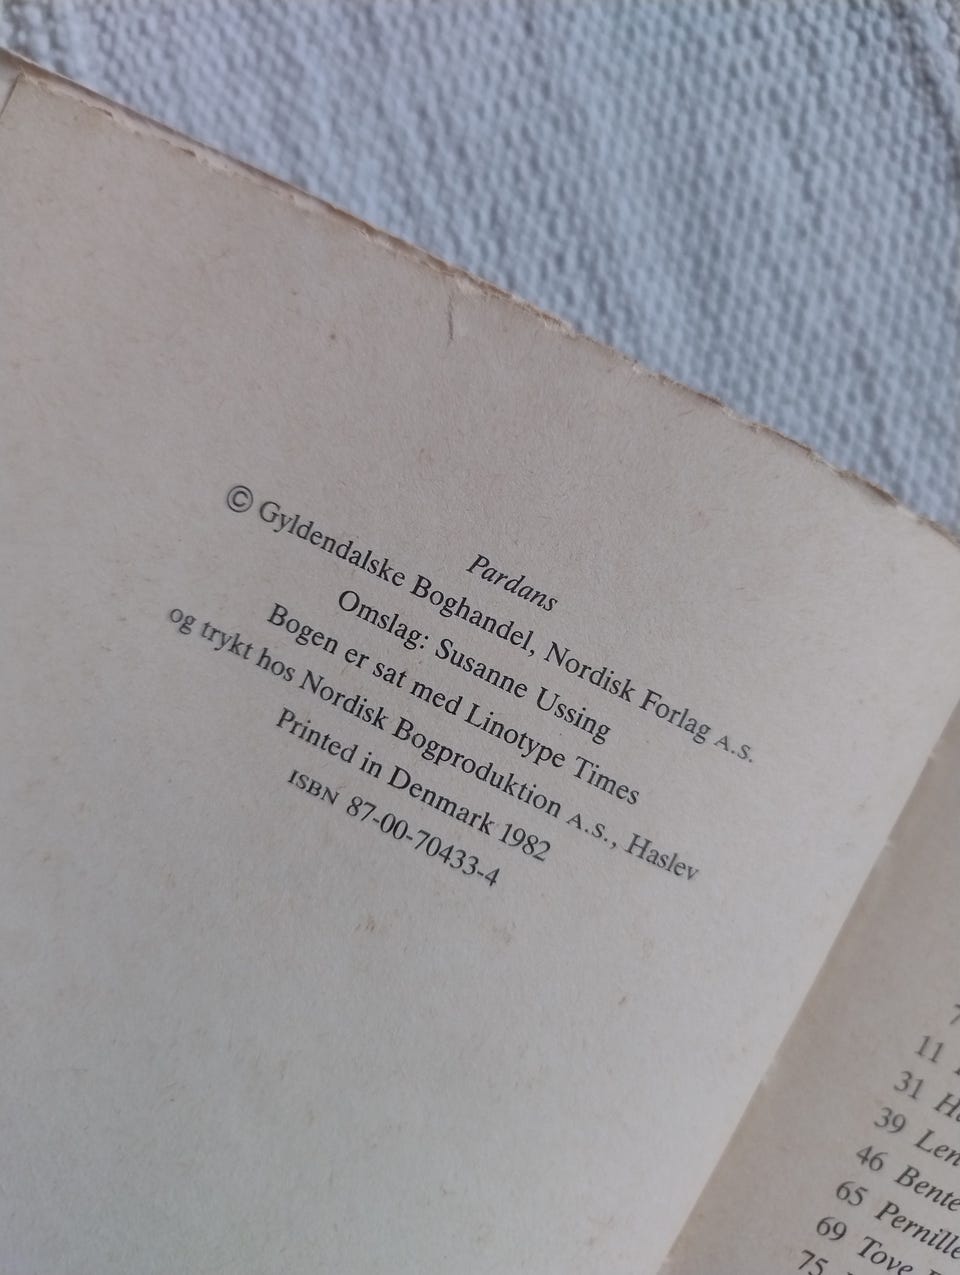 Pardans
© Gyldendalske Boghandel, Nordisk Forlag A.S.
Omslag: Susanne Ussing
Bogen er sat med Linotype Times
og trykt hos Nordisk Bogproduktion A.S., Haslev
Printed in Denmark 1982
ISBN 87-00-70433-4
7
11
31
39
46 Bente
65 Pernille
69 Tove
75